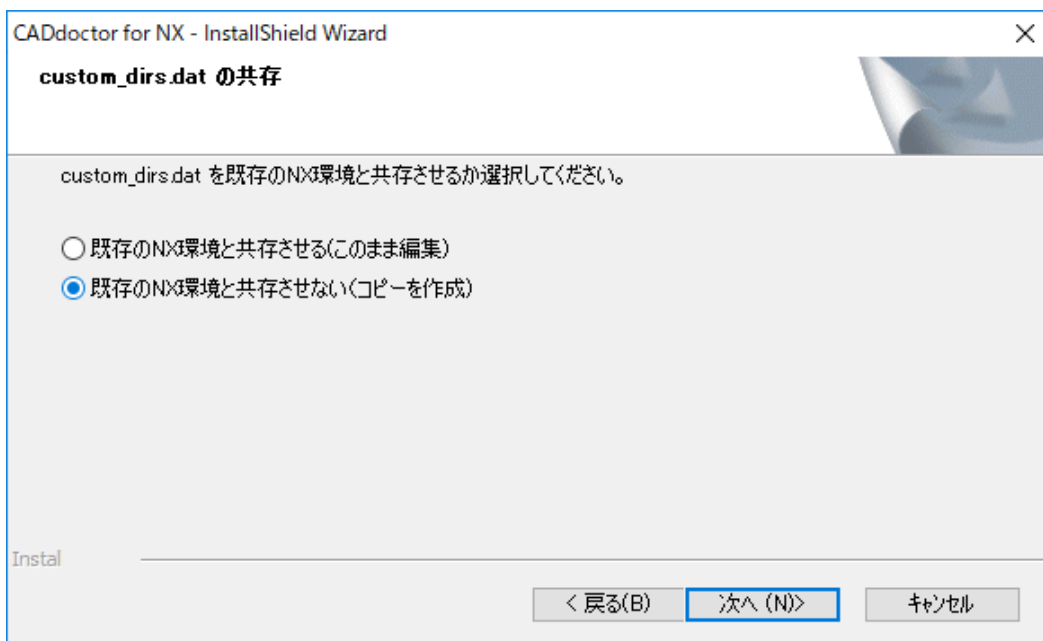 CADdoctor for NX - InstallShield Wizard
custom_dirs.dat の共存
custom_dirs.dat を既存のNX環境と共存させるか選択してください。
既存のNX環境と共存させる(このまま編集)
既存のNX環境と共存させない(コピーを作成)
Instal
< 戻る(B)
次へ (N)>
キャンセル